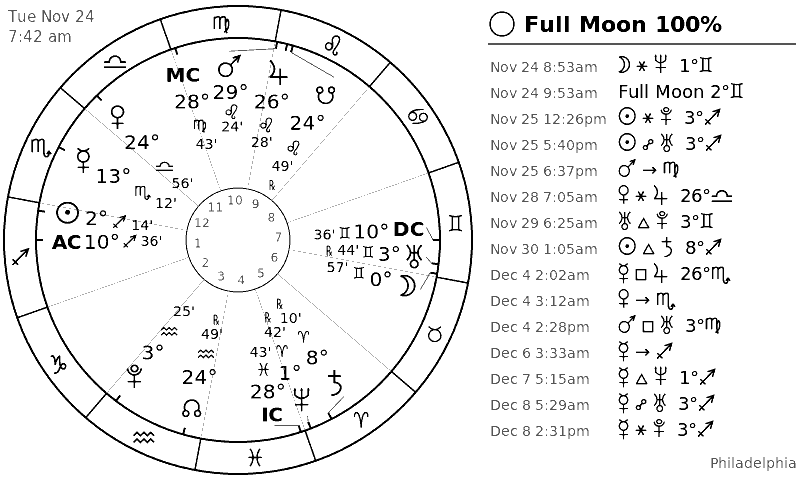 Tue Nov 24
7:42 am
♍
♎
♌
♏
♋
♐
♊
♑
♉
♒
♓
♈
MC
28° ♍ 43'
♂ 29° ♌ 24'
♃ 26° ♌ 28'
☋ 24° ♌ 49' ℞
♀ 24° ♎ 56'
☿ 13° ♏ 12'
☉ 2° ♐ 14'
AC 10° ♐ 36'
36' ♊ 10° DC
℞ 44' ♊ 3° ♅
57' ♊ 0° ☽
♇ 3° ♒ 25'
☊ 24° ♒ 49' ℞
IC 28° ♓ 43'
♆ 1° ♈ 42' ℞
♄ 8° ♈ 10' ℞
1
2
3
4
5
6
7
8
9
10
11
12
Full Moon 100%
Nov 24 8:53am ☽ ⚹ ♆ 1°♊
Nov 24 9:53am Full Moon 2°♊
Nov 25 12:26pm ☉ ⚹ ♇ 3°♐
Nov 25 5:40pm ☉ ☍ ♅ 3°♐
Nov 25 6:37pm ♂ → ♍
Nov 28 7:05am ♀ ⚹ ♃ 26°♎
Nov 29 6:25am ♅ △ ♇ 3°♊
Nov 30 1:05am ☉ △ ♄ 8°♐
Dec 4 2:02am ☿ □ ♃ 26°♏
Dec 4 3:12am ♀ → ♏
Dec 4 2:28pm ♂ □ ♅ 3°♍
Dec 6 3:33am ☿ → ♐
Dec 7 5:15am ☿ △ ♆ 1°♐
Dec 8 5:29am ☿ ☍ ♅ 3°♐
Dec 8 2:31pm ☿ ⚹ ♇ 3°♐
Philadelphia